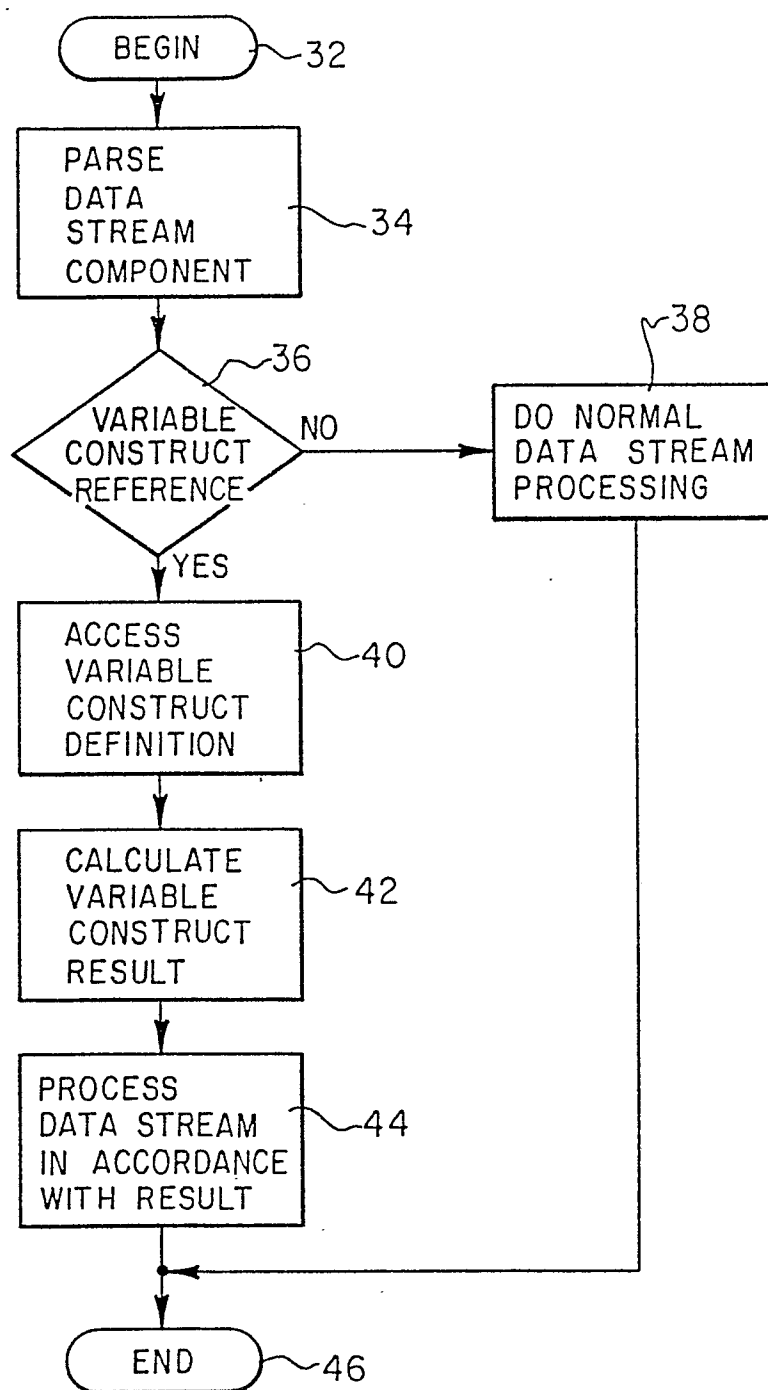 BEGIN
32
PARSE
DATA
STREAM
COMPONENT
34
36
VARIABLE
CONSTRUCT
REFERENCE
NO
38
DO NORMAL
DATA STREAM
PROCESSING
YES
ACCESS
VARIABLE
CONSTRUCT
DEFINITION
40
CALCULATE
VARIABLE
CONSTRUCT
RESULT
42
PROCESS
DATA STREAM
IN ACCORDANCE
WITH RESULT
44
END
46